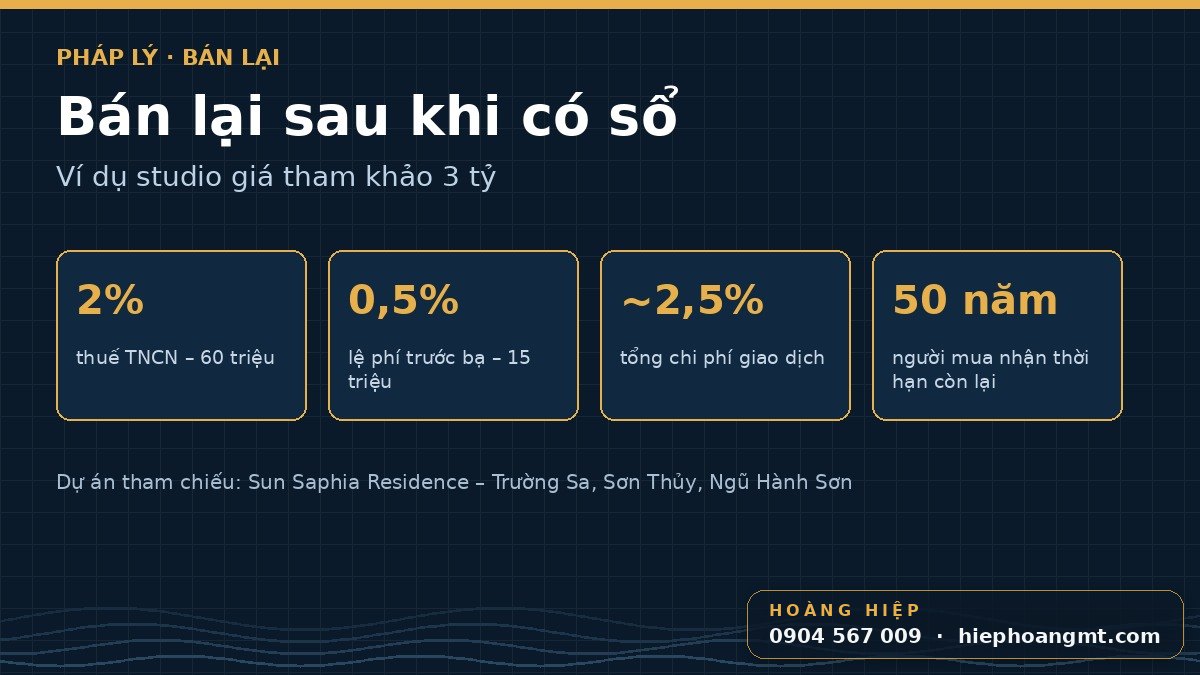 PHÁP LÝ · BÁN LẠI
Bán lại sau khi có sổ
Ví dụ studio giá tham khảo 3 tỷ
2%
thuế TNCN – 60 triệu
0,5%
lệ phí trước bạ – 15
triệu
~2,5%
tổng chi phí giao dịch
50 năm
người mua nhận thời
hạn còn lại
Dự án tham chiếu: Sun Saphia Residence – Trường Sa, Sơn Thủy, Ngũ Hành Sơn
HOÀNG HIỆP
0904 567 009 · hiephoangmt.com